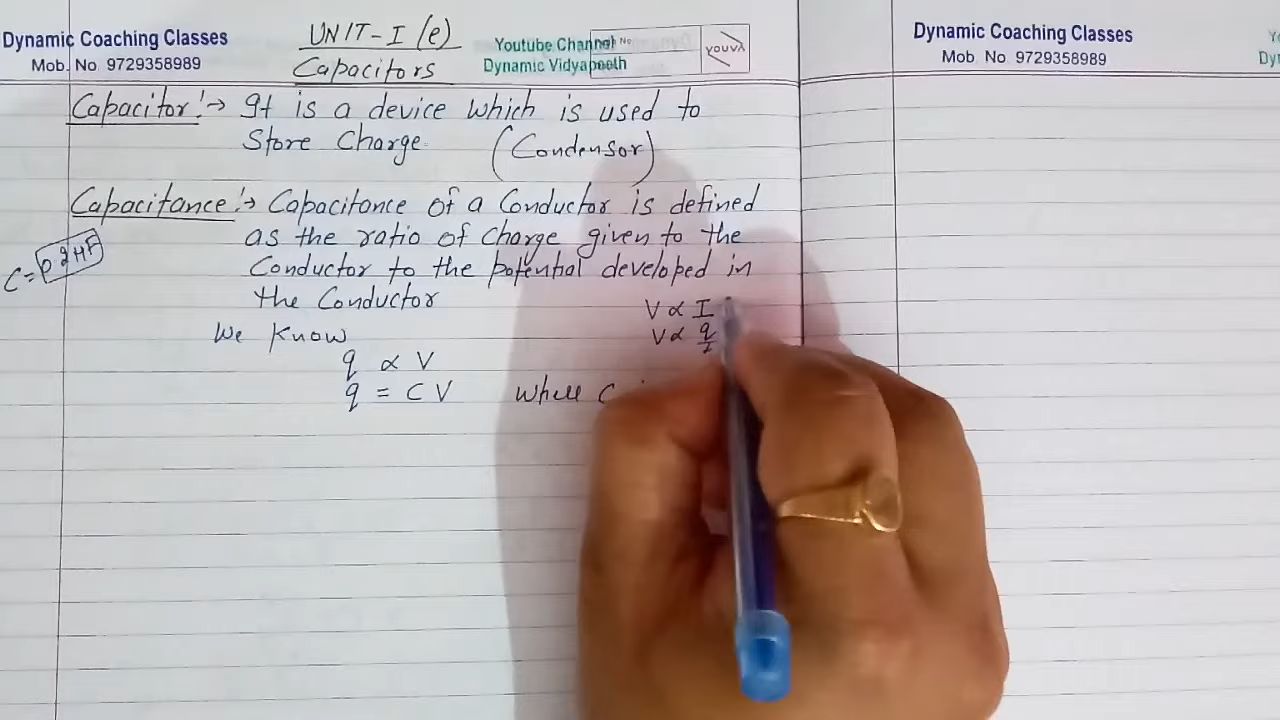 Dynamic Coaching Classes
Mob. No. 9729358989
UNIT-I (e)
Capacitors
Youtube Channel
Dynamic Vidyapeeth
No.
YOUVA
Dynamic Coaching Classes
Mob. No. 9729358989
Capacitor :→ It is a device which is used to
Store Charge. (Condensor)
Capacitance :→ Capacitance of a Conductor is defined
as the ratio of charge given to the
Conductor to the potential developed in
the Conductor
V ∝ I
We know
V ∝ q/t
q ∝ V
q = C V where C